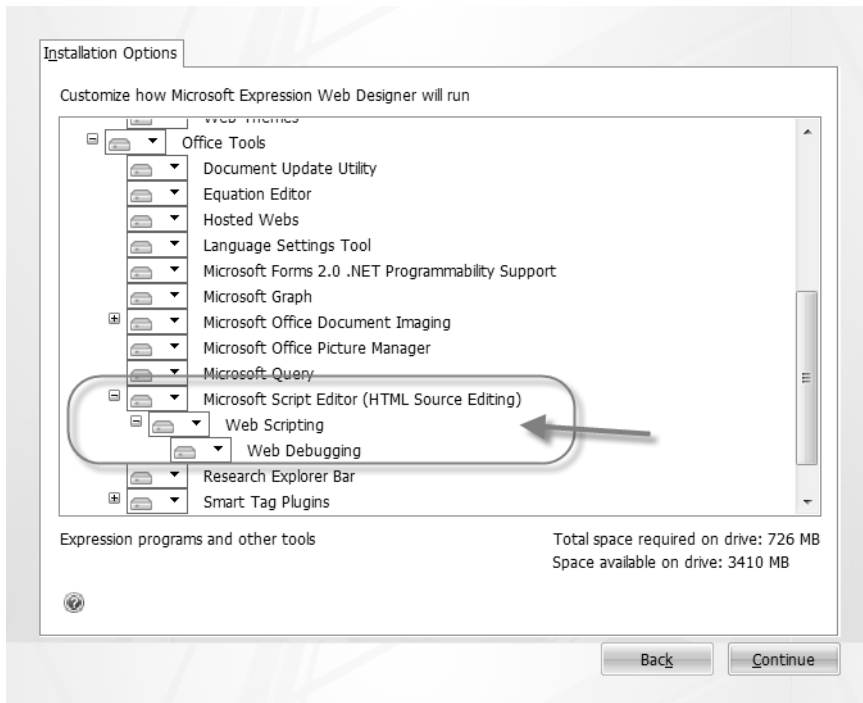 Installation Options
Customize how Microsoft Expression Web Designer will run
Web Themes
Office Tools
Document Update Utility
Equation Editor
Hosted Webs
Language Settings Tool
Microsoft Forms 2.0 .NET Programmability Support
Microsoft Graph
Microsoft Office Document Imaging
Microsoft Office Picture Manager
Microsoft Query
Microsoft Script Editor (HTML Source Editing)
Web Scripting
Web Debugging
Research Explorer Bar
Smart Tag Plugins
Expression programs and other tools
Total space required on drive: 726 MB
Space available on drive: 3410 MB
Back
Continue